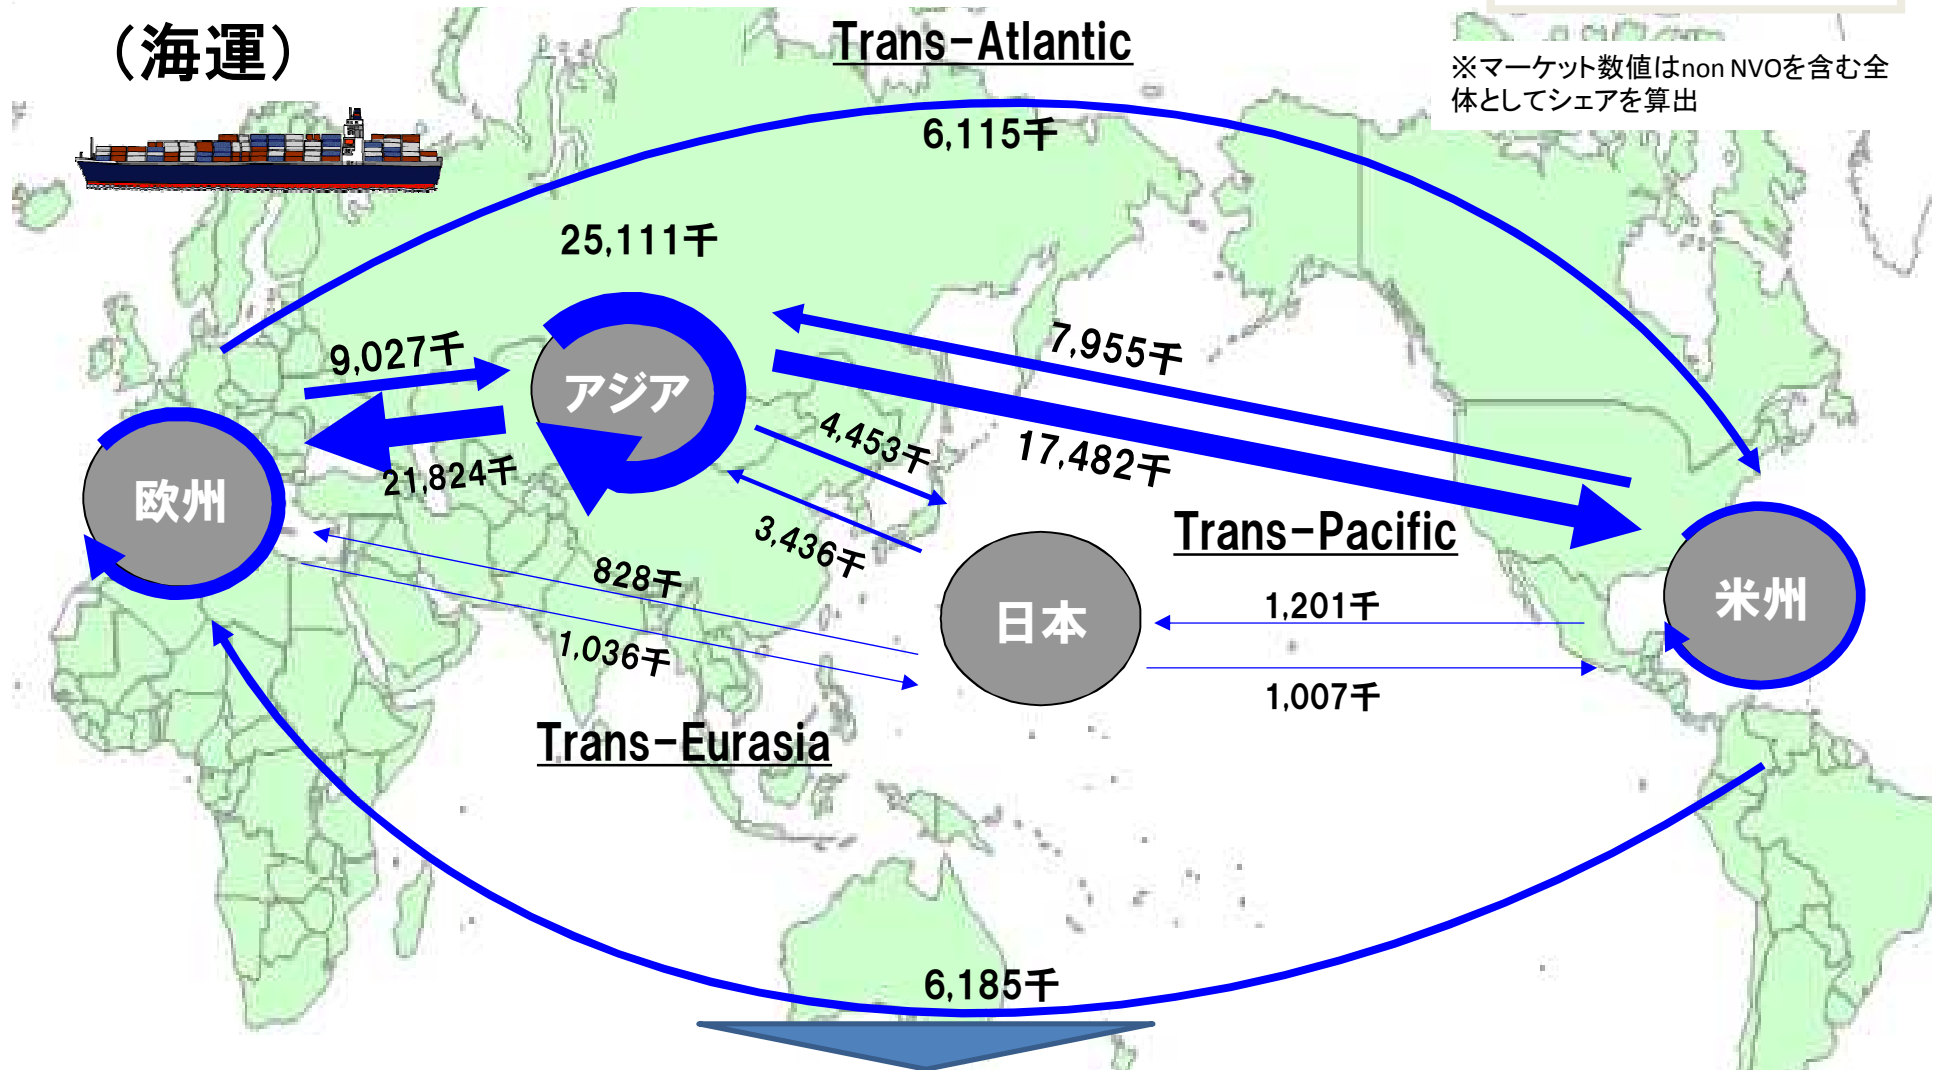 （海運）
Trans-Atlantic
※マーケット数値はnon NVOを含む全
体としてシェアを算出
6,115千
25,111千
9,027千
7,955千
アジア
4,453千
17,482千
21,824千
欧州
3,436千
Trans-Pacific
828千
1,201千
米州
日本
1,036千
1,007千
Trans-Eurasia
6,185千